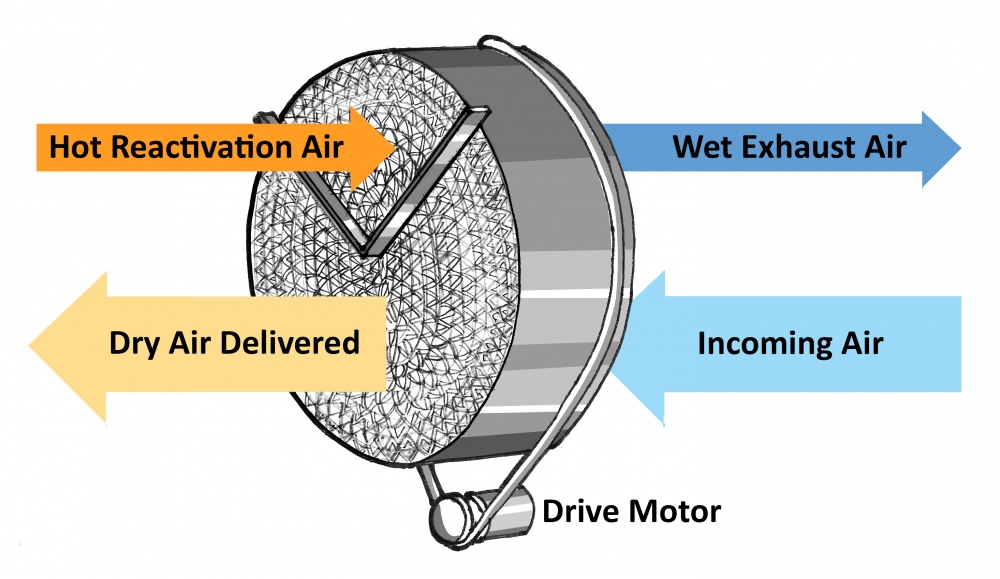 Hot Reactivation Air
Wet Exhaust Air
Dry Air Delivered
Incoming Air
Drive Motor